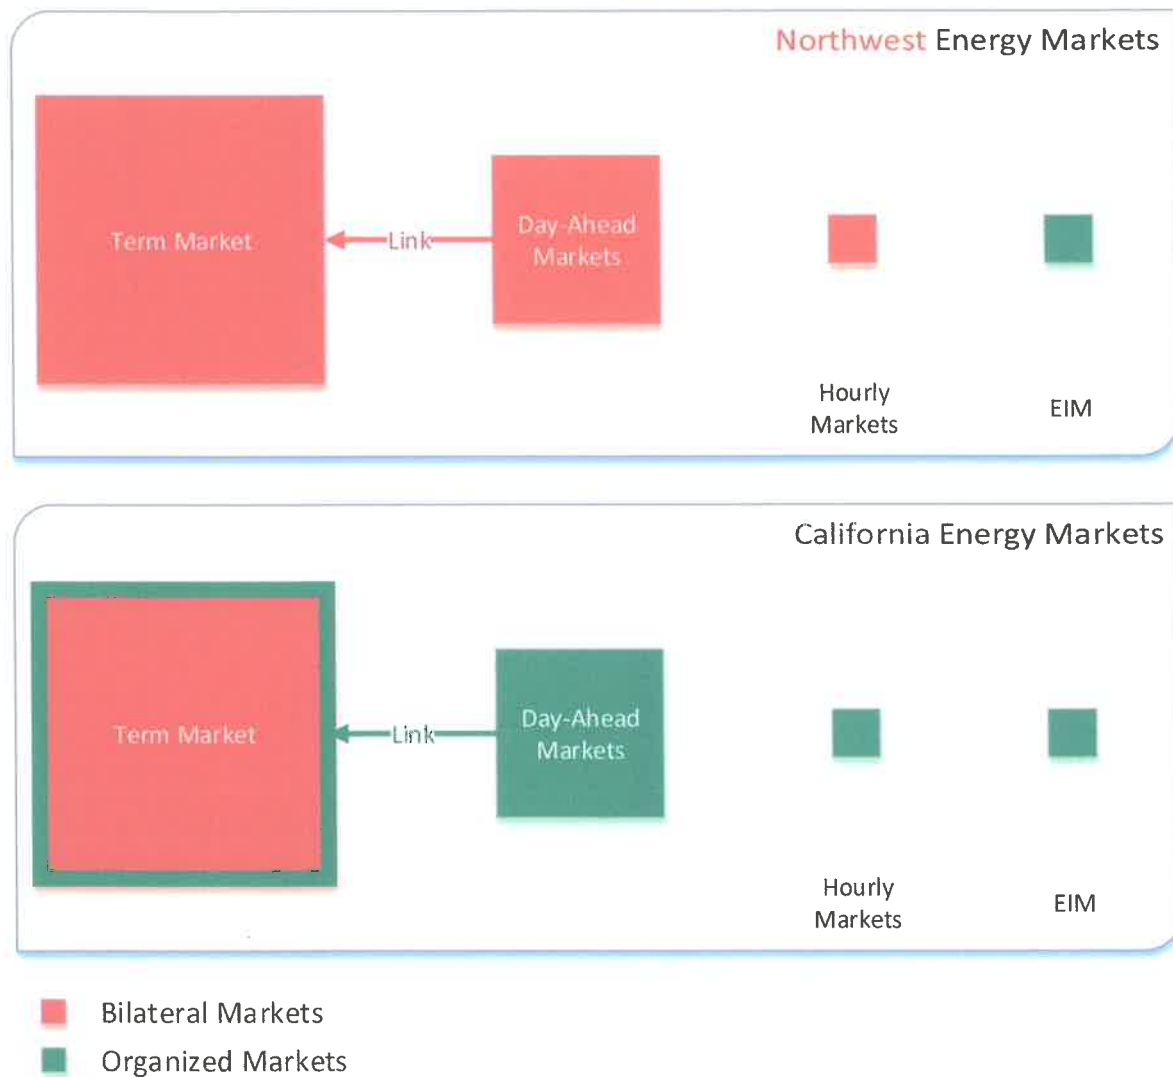 Northwest Energy Markets
Term Market
Link
Day-Ahead
Markets
Hourly
Markets
EIM
California Energy Markets
Term Market
Link
Day-Ahead
Markets
Hourly
Markets
EIM
Bilateral Markets
Organized Markets